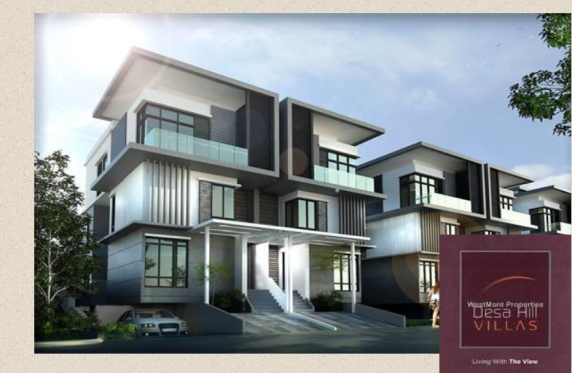 WestMont Properties
Desa Hill
VILLAS
Living With The View